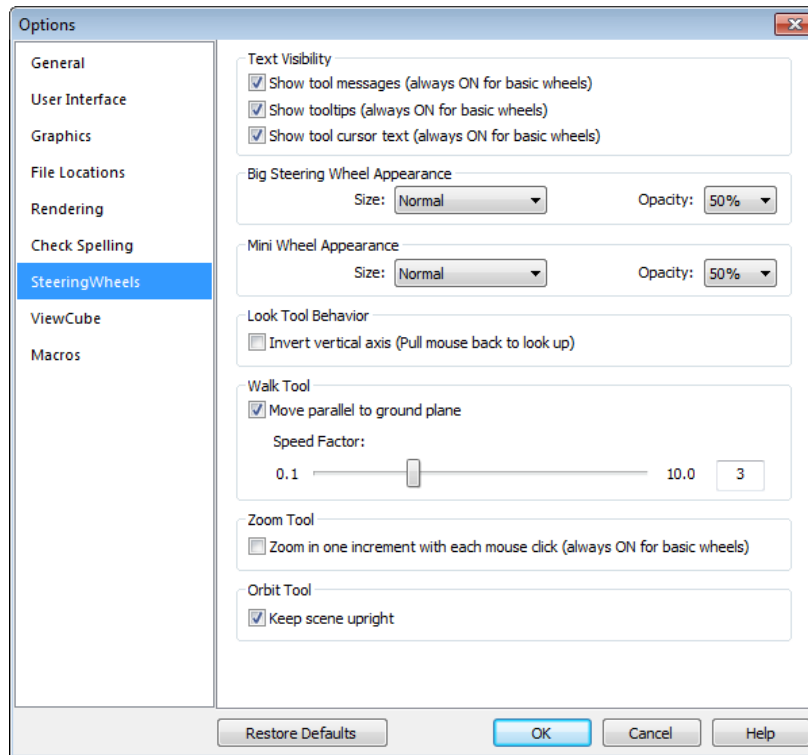 Options
General
User Interface
Graphics
File Locations
Rendering
Check Spelling
SteeringWheels
ViewCube
Macros
Text Visibility
Show tool messages (always ON for basic wheels)
Show tooltips (always ON for basic wheels)
Show tool cursor text (always ON for basic wheels)
Big Steering Wheel Appearance
Size: Normal Opacity: 50%
Mini Wheel Appearance
Size: Normal Opacity: 50%
Look Tool Behavior
Invert vertical axis (Pull mouse back to look up)
Walk Tool
Move parallel to ground plane
Speed Factor:
0.1 10.0 3
Zoom Tool
Zoom in one increment with each mouse click (always ON for basic wheels)
Orbit Tool
Keep scene upright
Restore Defaults OK Cancel Help